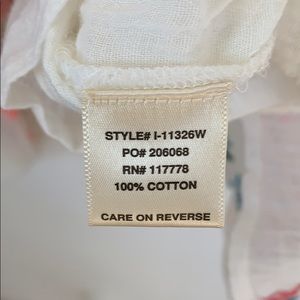 STYLE# I-11326W
PO# 206068
RN# 117778
100% COTTON
CARE ON REVERSE